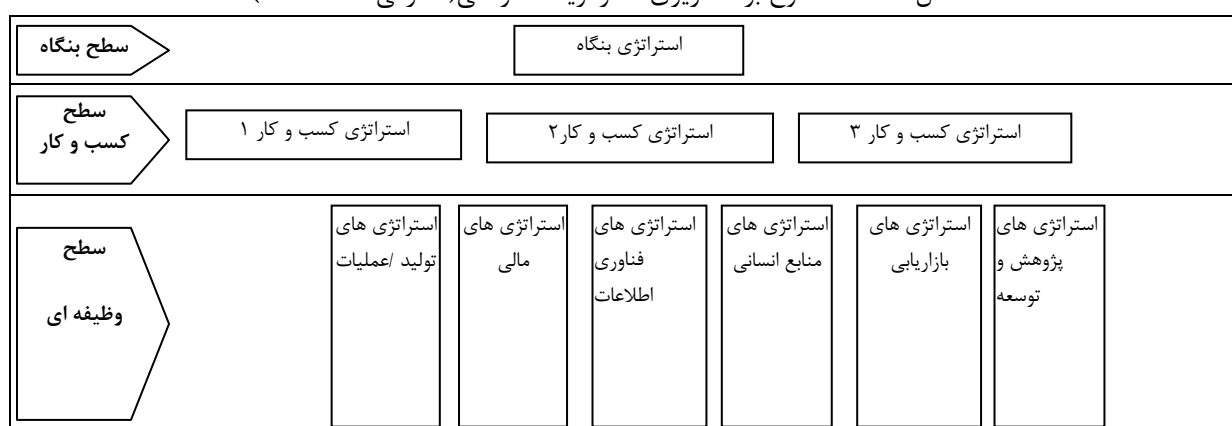 سطح بنگاه
استراتژی بنگاه
سطح
کسب و کار
استراتژی کسب و کار ۱
استراتژی کسب و کار۲
استراتژی کسب و کار ۳
سطح
وظیفه ای
استراتژی های
تولید /عملیات
استراتژی های
مالی
استراتژی های
فناوری
اطلاعات
استراتژی های
منابع انسانی
استراتژی های
بازاریابی
استراتژی های
پژوهش و
توسعه